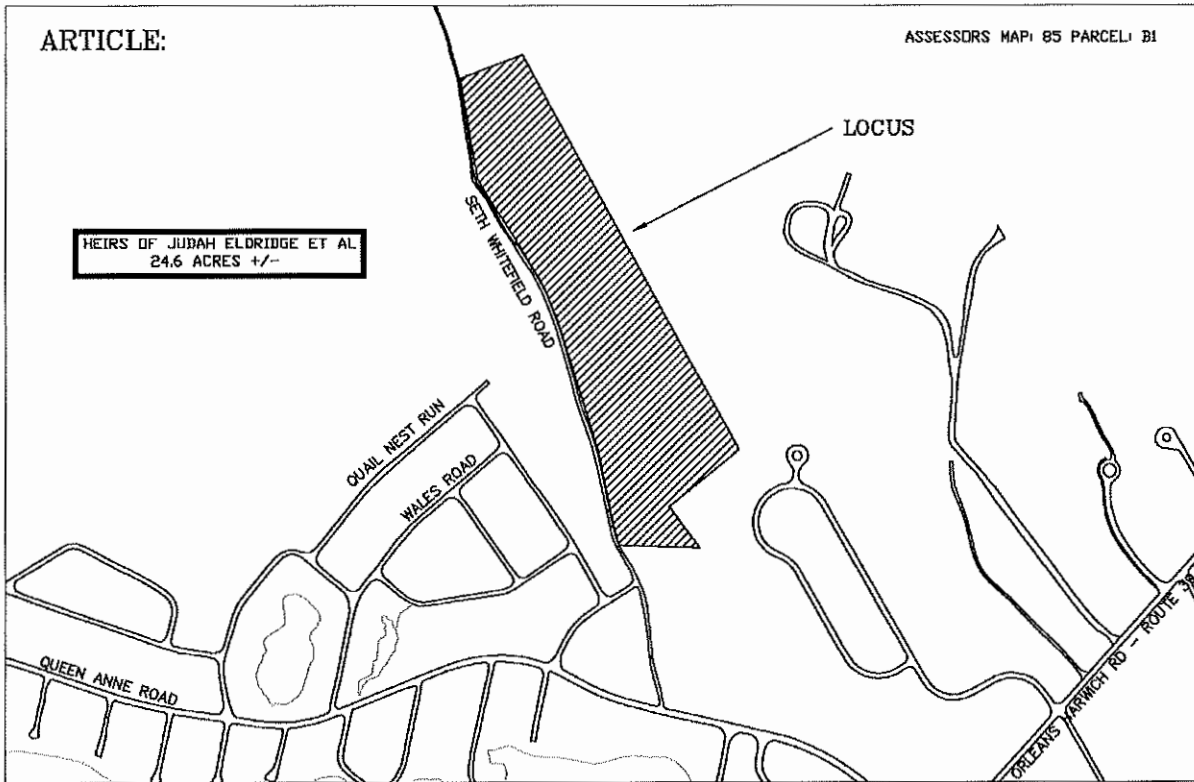 ARTICLE:
ASSESSORS MAP: 85 PARCEL: B1
LOCUS
HEIRS OF JUDAH ELDRIDGE ET AL
24.6 ACRES +/-
SETH WHITEFIELD ROAD
QUAIL NEST RUN
WALES ROAD
QUEEN ANNE ROAD
ORLEANS HARWICH RD - ROUTE 39